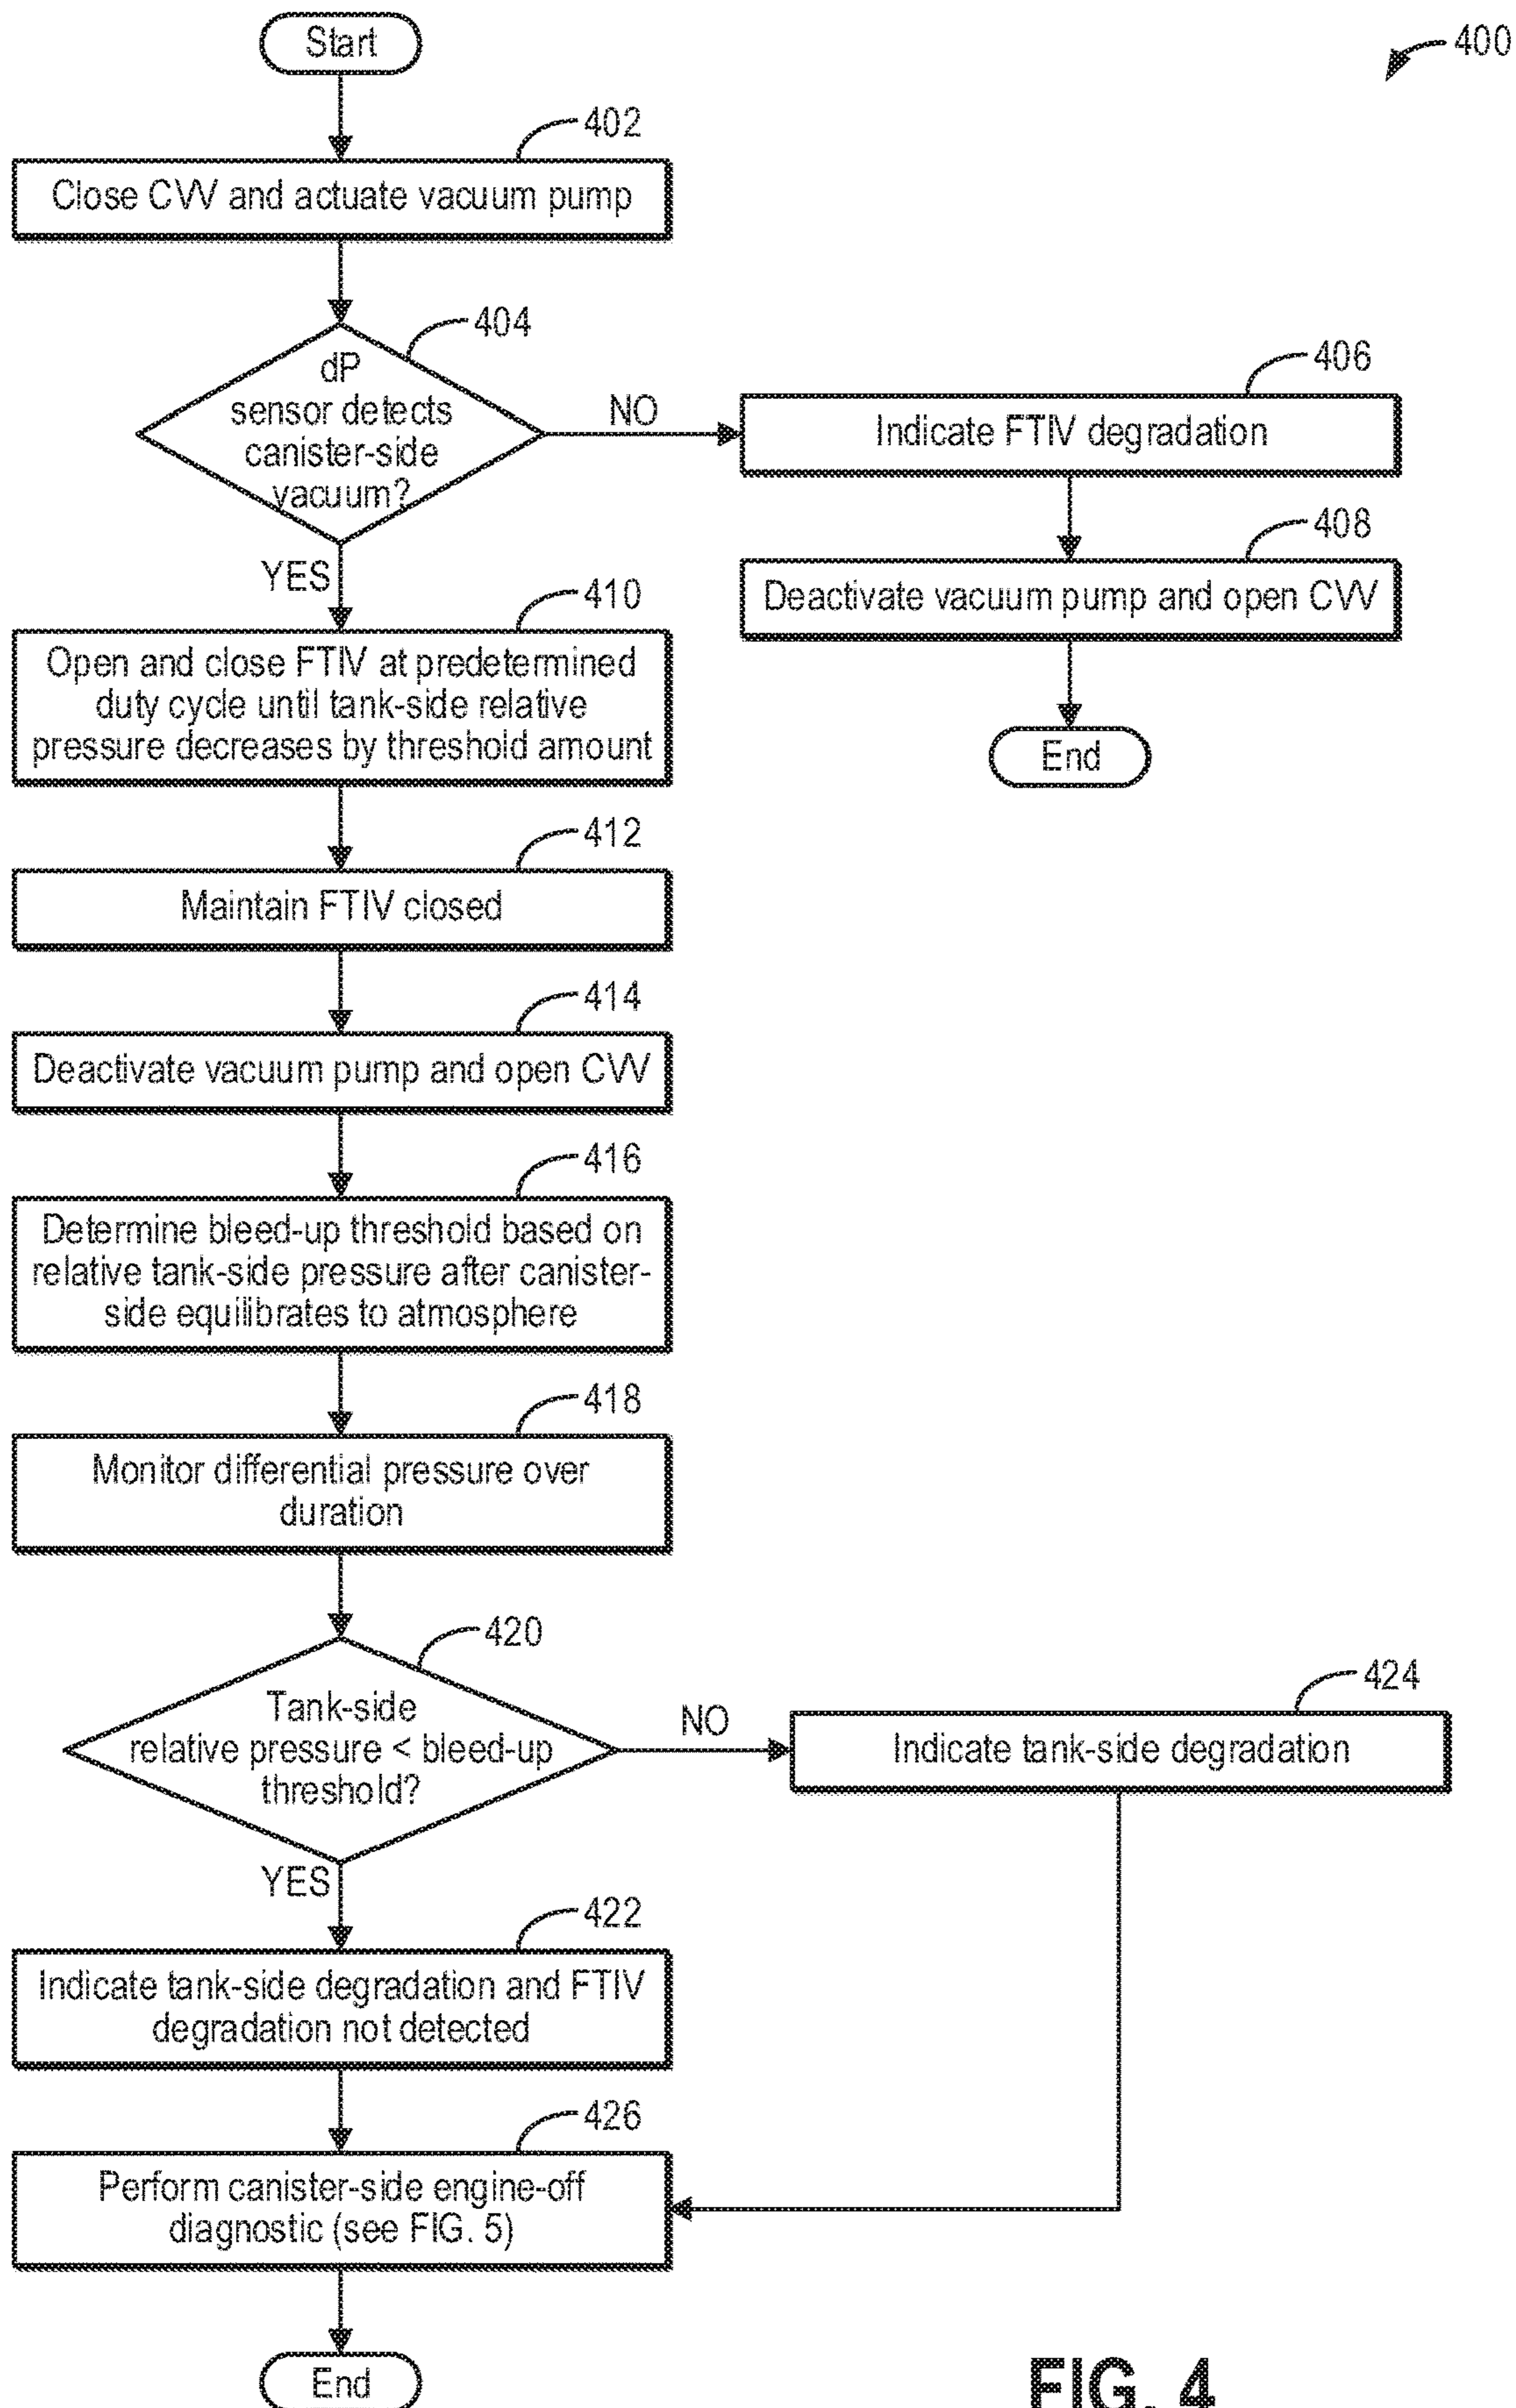 Start
400
402
Close CVV and actuate vacuum pump
404
dP
sensor detects
canister-side
vacuum?
NO
406
Indicate FTIV degradation
408
Deactivate vacuum pump and open CVV
End
YES
410
Open and close FTIV at predetermined
duty cycle until tank-side relative
pressure decreases by threshold amount
412
Maintain FTIV closed
414
Deactivate vacuum pump and open CVV
416
Determine bleed-up threshold based on
relative tank-side pressure after canister-
side equilibrates to atmosphere
418
Monitor differential pressure over
duration
420
Tank-side
relative pressure < bleed-up
threshold?
NO
424
Indicate tank-side degradation
YES
422
Indicate tank-side degradation and FTIV
degradation not detected
426
Perform canister-side engine-off
diagnostic (see FIG. 5)
End
FIG. 4